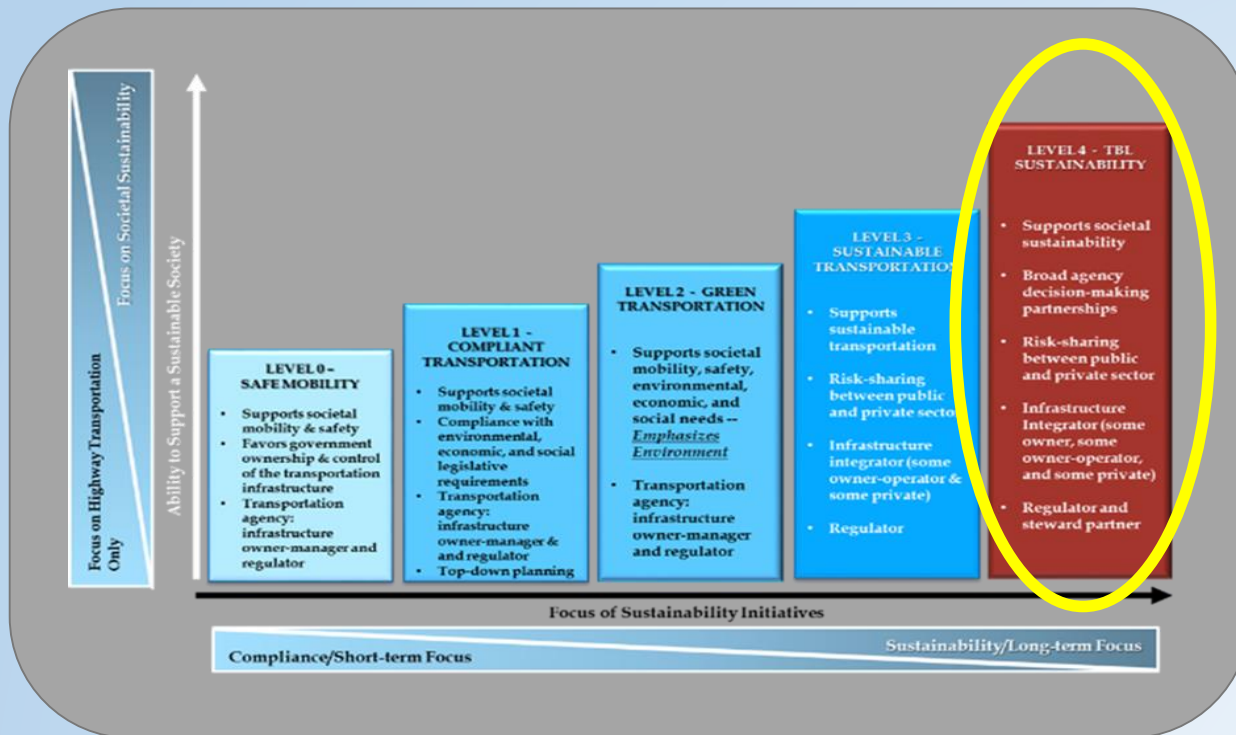 Focus on Societal Sustainability
Focus on Highway Transportation
Only
Ability to Support a Sustainable Society
LEVEL 0 –
SAFE MOBILITY
• Supports societal
mobility & safety
• Favors government
ownership & control
of the transportation
infrastructure
• Transportation
agency:
infrastructure
owner-manager and
regulator
LEVEL 1 -
COMPLIANT
TRANSPORTATION
• Supports societal
mobility & safety
• Compliance with
environmental,
economic, and social
legislative
requirements
• Transportation
agency:
infrastructure
owner-manager &
and regulator
• Top-down planning
LEVEL 2 - GREEN
TRANSPORTATION
• Supports societal
mobility, safety,
environmental,
economic, and
social needs --
Emphasizes
Environment
• Transportation
agency:
infrastructure
owner-manager
and regulator
LEVEL 3 -
SUSTAINABLE
TRANSPORTATION
• Supports
sustainable
transportation
• Risk-sharing
between public
and private sector
• Infrastructure
integrator (some
owner-operator &
some private)
• Regulator
LEVEL 4 - TBL
SUSTAINABILITY
• Supports societal
sustainability
• Broad agency
decision-making
partnerships
• Risk-sharing
between public
and private sector
• Infrastructure
Integrator (some
owner, some
owner-operator,
and some private)
• Regulator and
steward partner
Focus of Sustainability Initiatives
Compliance/Short-term Focus
Sustainability/Long-term Focus